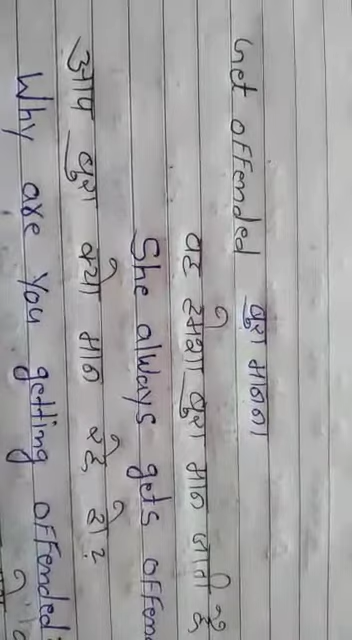 Get offended बुरा मानना
वह हमेशा बुरा मान जाती है
She always gets offen
आप बुरा क्यों मान रहे हो?
Why are you getting offended